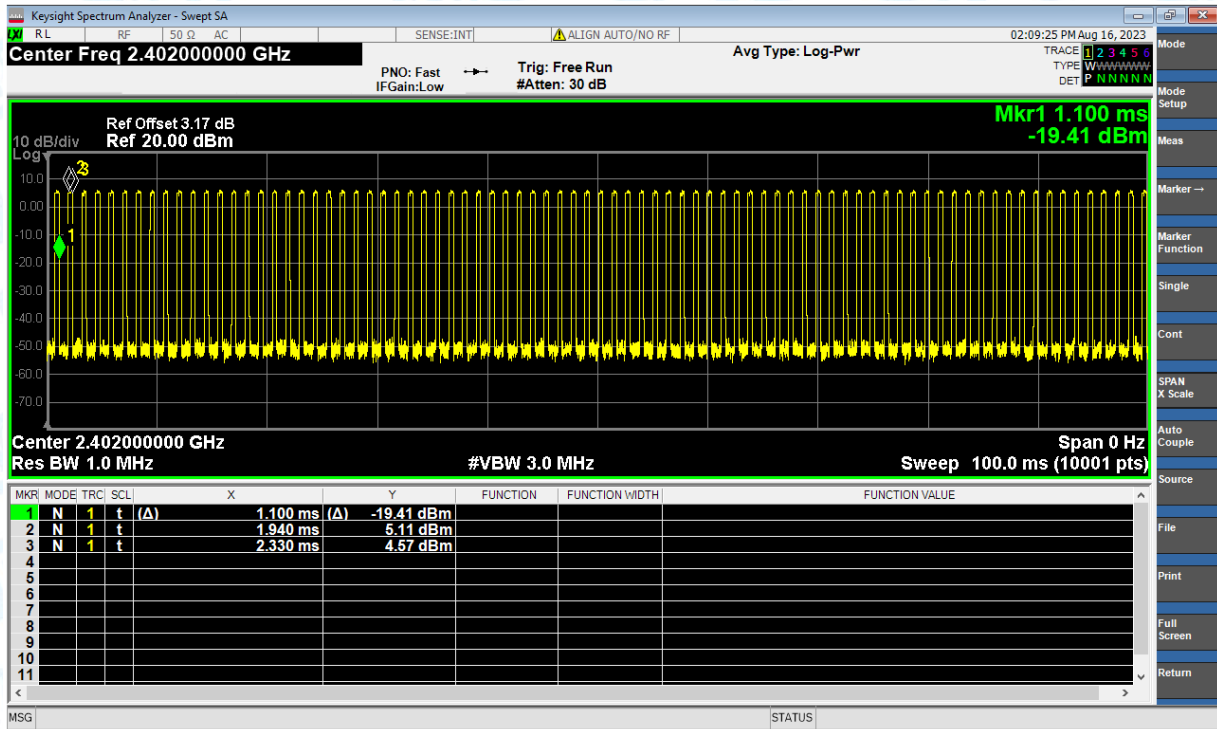 Keysight Spectrum Analyzer - Swept SA
LXI RL RF 50 Ω AC SENSE:INT ALIGN AUTO/NO RF 02:09:25 PM Aug 16, 2023
Center Freq 2.402000000 GHz
PNO: Fast
IFGain:Low
Trig: Free Run
#Atten: 30 dB
Avg Type: Log-Pwr
TRACE 1 2 3 4 5 6
TYPE WWWWWW
DET P N N N N N
Mkr1 1.100 ms
-19.41 dBm
Ref Offset 3.17 dB
10 dB/div Ref 20.00 dBm
Log
10.0
0.00
-10.0
-20.0
-30.0
-40.0
-50.0
-60.0
-70.0
1
2
3
Center 2.402000000 GHz Span 0 Hz
Res BW 1.0 MHz #VBW 3.0 MHz Sweep 100.0 ms (10001 pts)
MKR MODE TRC SCL X Y FUNCTION FUNCTION WIDTH FUNCTION VALUE
1 N 1 t (Δ) 1.100 ms (Δ) -19.41 dBm
2 N 1 t 1.940 ms 5.11 dBm
3 N 1 t 2.330 ms 4.57 dBm
4
5
6
7
8
9
10
11
MSG STATUS
Mode
Mode
Setup
Meas
Marker →
Marker
Function
Single
Cont
SPAN
X Scale
Auto
Couple
Source
File
Print
Full
Screen
Return